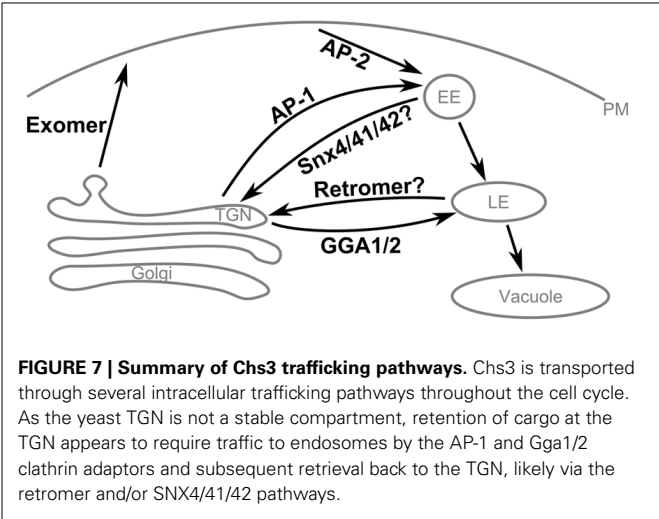 AP-2
EE
PM
AP-1
Exomer
Snx4/41/42?
Retromer?
LE
TGN
GGA1/2
Golgi
Vacuole
FIGURE 7 | Summary of Chs3 trafficking pathways. Chs3 is transported
through several intracellular trafficking pathways throughout the cell cycle.
As the yeast TGN is not a stable compartment, retention of cargo at the
TGN appears to require traffic to endosomes by the AP-1 and Gga1/2
clathrin adaptors and subsequent retrieval back to the TGN, likely via the
retromer and/or SNX4/41/42 pathways.